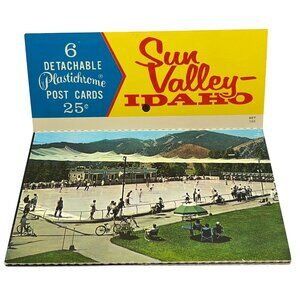 6
DETACHABLE
Plastichrome®
POST CARDS
25¢
Sun
Valley-
IDAHO